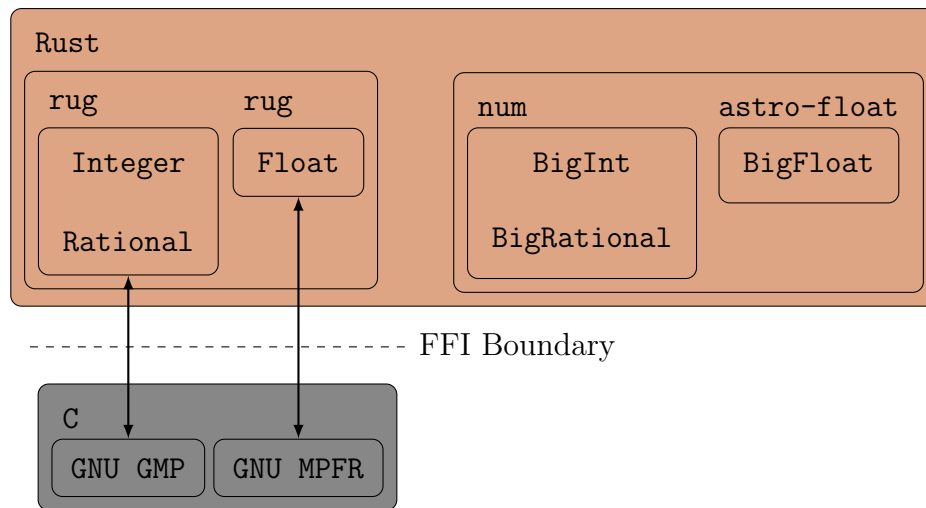 Rust
rug
rug
num
astro-float
Integer
Float
BigInt
BigFloat
Rational
BigRational
FFI Boundary
C
GNU GMP
GNU MPFR